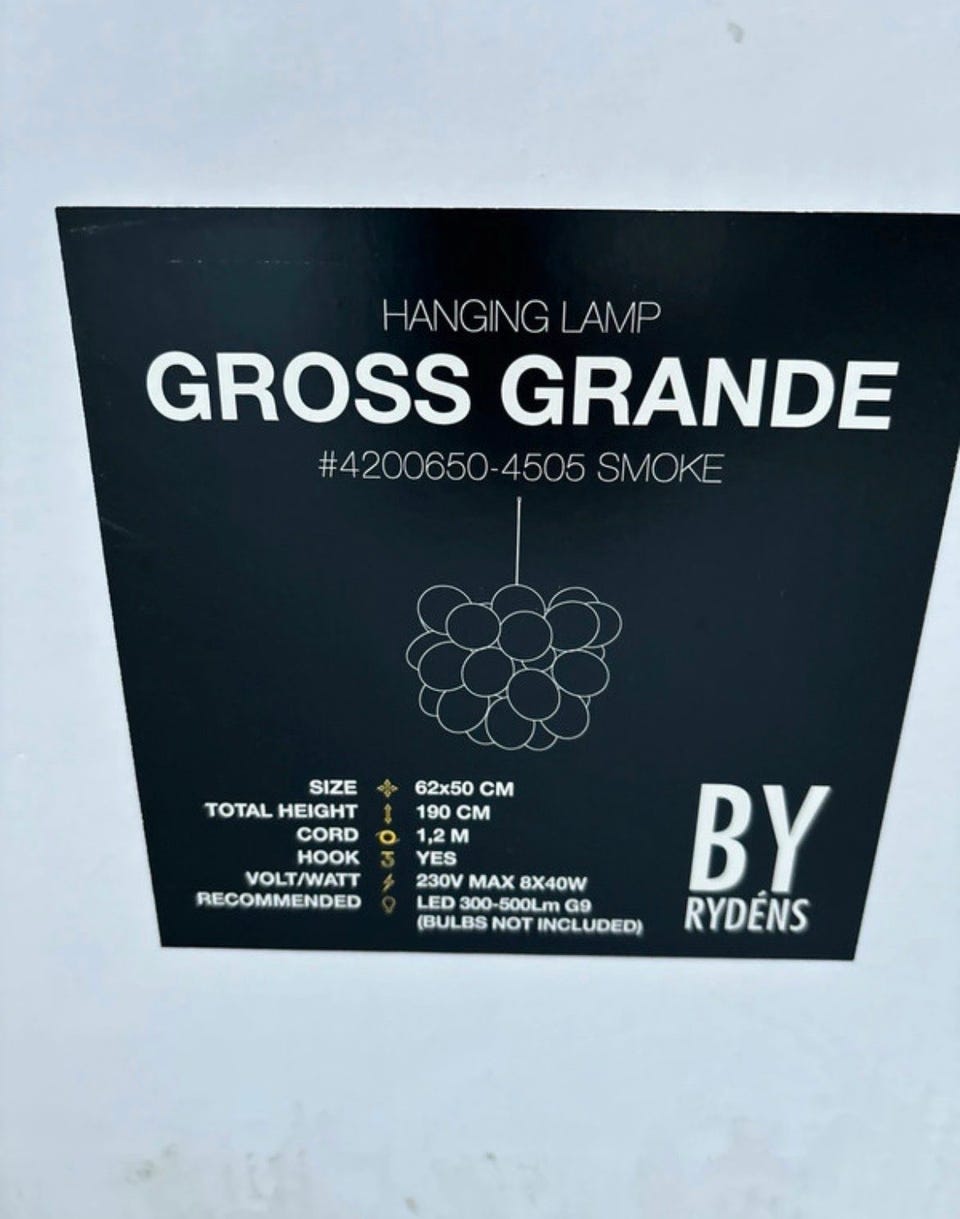 HANGING LAMP
GROSS GRANDE
#4200650-4505 SMOKE
SIZE 62x50 CM
TOTAL HEIGHT 190 CM
CORD 1,2 M
HOOK YES
VOLT/WATT 230V MAX 8X40W
RECOMMENDED LED 300-500Lm G9
(BULBS NOT INCLUDED)
BY
RYDÉNS